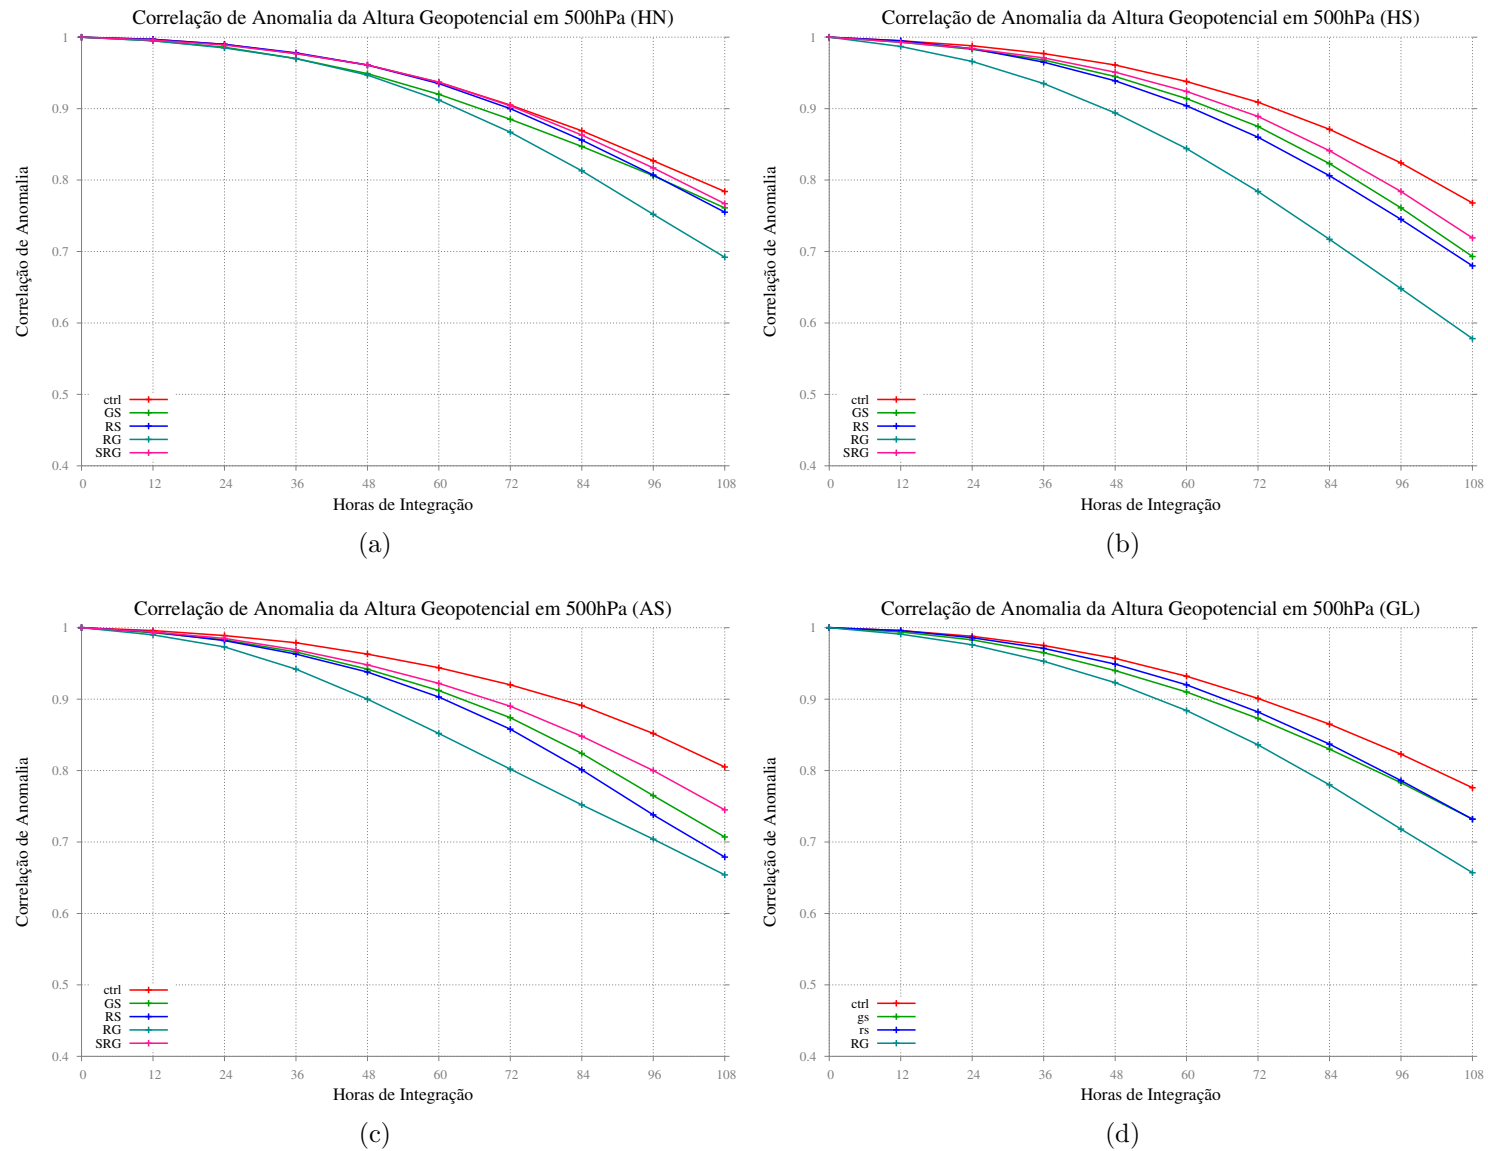 Correlação de Anomalia da Altura Geopotencial em 500hPa (HN)
1
0.9
0.8
0.7
0.6
0.5
0.4
Correlação de Anomalia
ctrl
GS
RS
RG
SRG
0 12 24 36 48 60 72 84 96 108
Horas de Integração
(a)
Correlação de Anomalia da Altura Geopotencial em 500hPa (HS)
1
0.9
0.8
0.7
0.6
0.5
0.4
Correlação de Anomalia
ctrl
GS
RS
RG
SRG
0 12 24 36 48 60 72 84 96 108
Horas de Integração
(b)
Correlação de Anomalia da Altura Geopotencial em 500hPa (AS)
1
0.9
0.8
0.7
0.6
0.5
0.4
Correlação de Anomalia
ctrl
GS
RS
RG
SRG
0 12 24 36 48 60 72 84 96 108
Horas de Integração
(c)
Correlação de Anomalia da Altura Geopotencial em 500hPa (GL)
1
0.9
0.8
0.7
0.6
0.5
0.4
Correlação de Anomalia
ctrl
gs
rs
RG
0 12 24 36 48 60 72 84 96 108
Horas de Integração
(d)